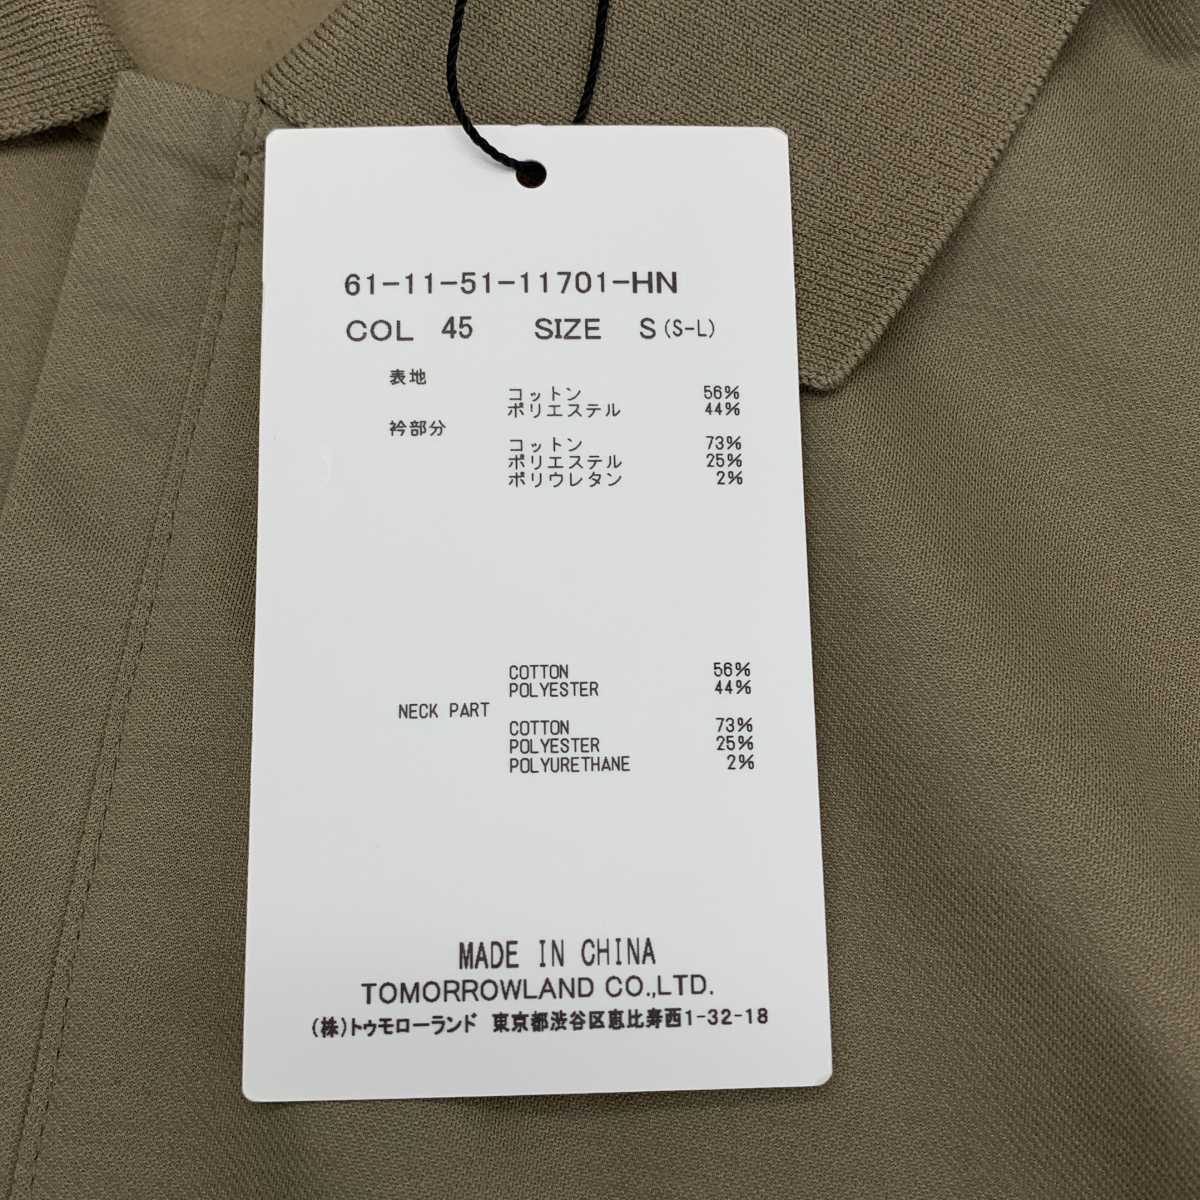 61-11-51-11701-HN
COL 45 SIZE S (S-L)
表地
コットン 56%
ポリエステル 44%
衿部分
コットン 73%
ポリエステル 25%
ポリウレタン 2%
COTTON 56%
POLYESTER 44%
NECK PART
COTTON 73%
POLYESTER 25%
POLYURETHANE 2%
MADE IN CHINA
TOMORROWLAND CO.,LTD.
(株)トゥモローランド 東京都渋谷区恵比寿西1-32-18